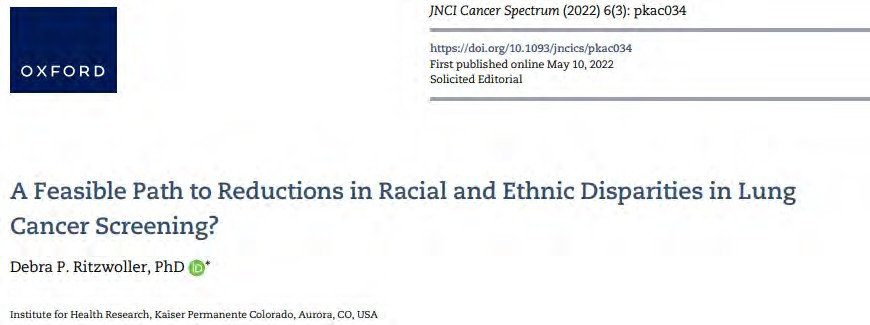 JNCI Cancer Spectrum (2022) 6(3): pkac034
OXFORD
https://doi.org/10.1093/jncics/pkac034
First published online May 10, 2022
Solicited Editorial
A Feasible Path to Reductions in Racial and Ethnic Disparities in Lung
Cancer Screening?
Debra P. Ritzwoller, PhD iD *
Institute for Health Research, Kaiser Permanente Colorado, Aurora, CO, USA